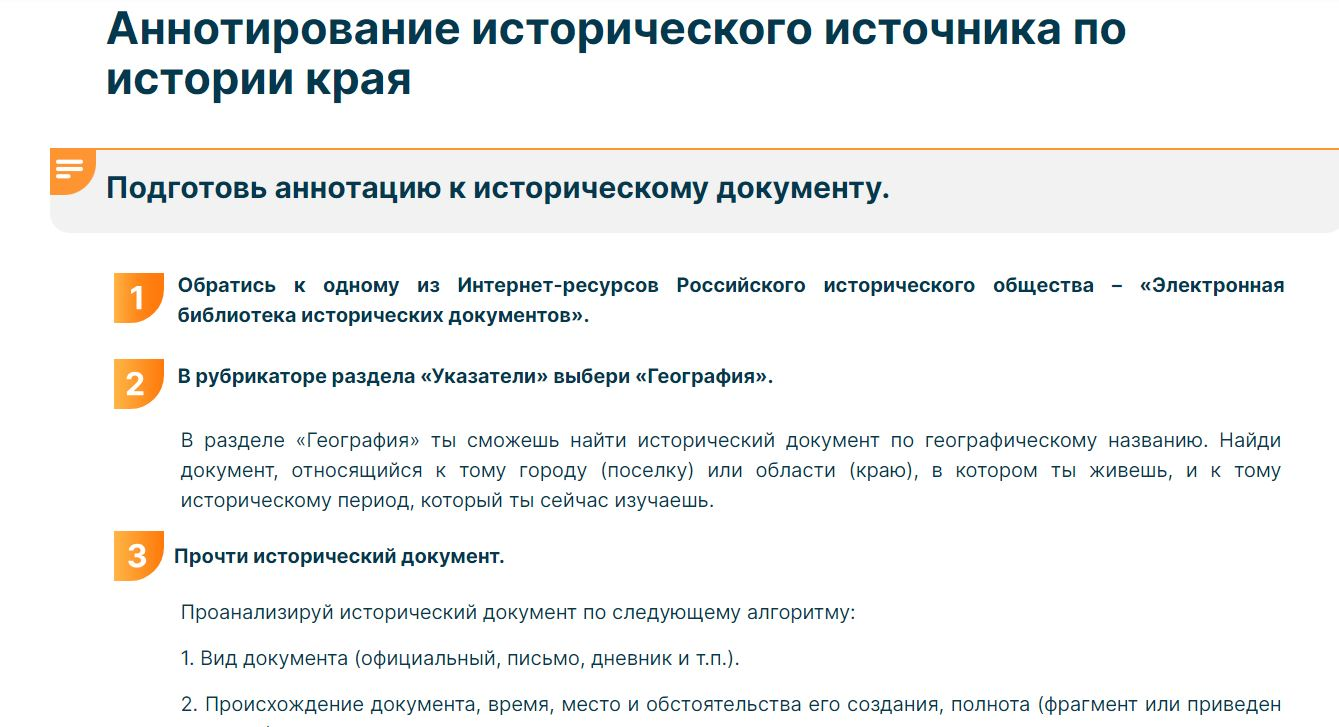 Аннотирование исторического источника по
истории края
Подготовь аннотацию к историческому документу.
1
Обратись к одному из Интернет-ресурсов Российского исторического общества – «Электронная
библиотека исторических документов».
2
В рубрикаторе раздела «Указатели» выбери «География».
В разделе «География» ты сможешь найти исторический документ по географическому названию. Найди
документ, относящийся к тому городу (поселку) или области (краю), в котором ты живешь, и к тому
историческому период, который ты сейчас изучаешь.
3
Прочти исторический документ.
Проанализируй исторический документ по следующему алгоритму:
1. Вид документа (официальный, письмо, дневник и т.п.).
2. Происхождение документа, время, место и обстоятельства его создания, полнота (фрагмент или приведен